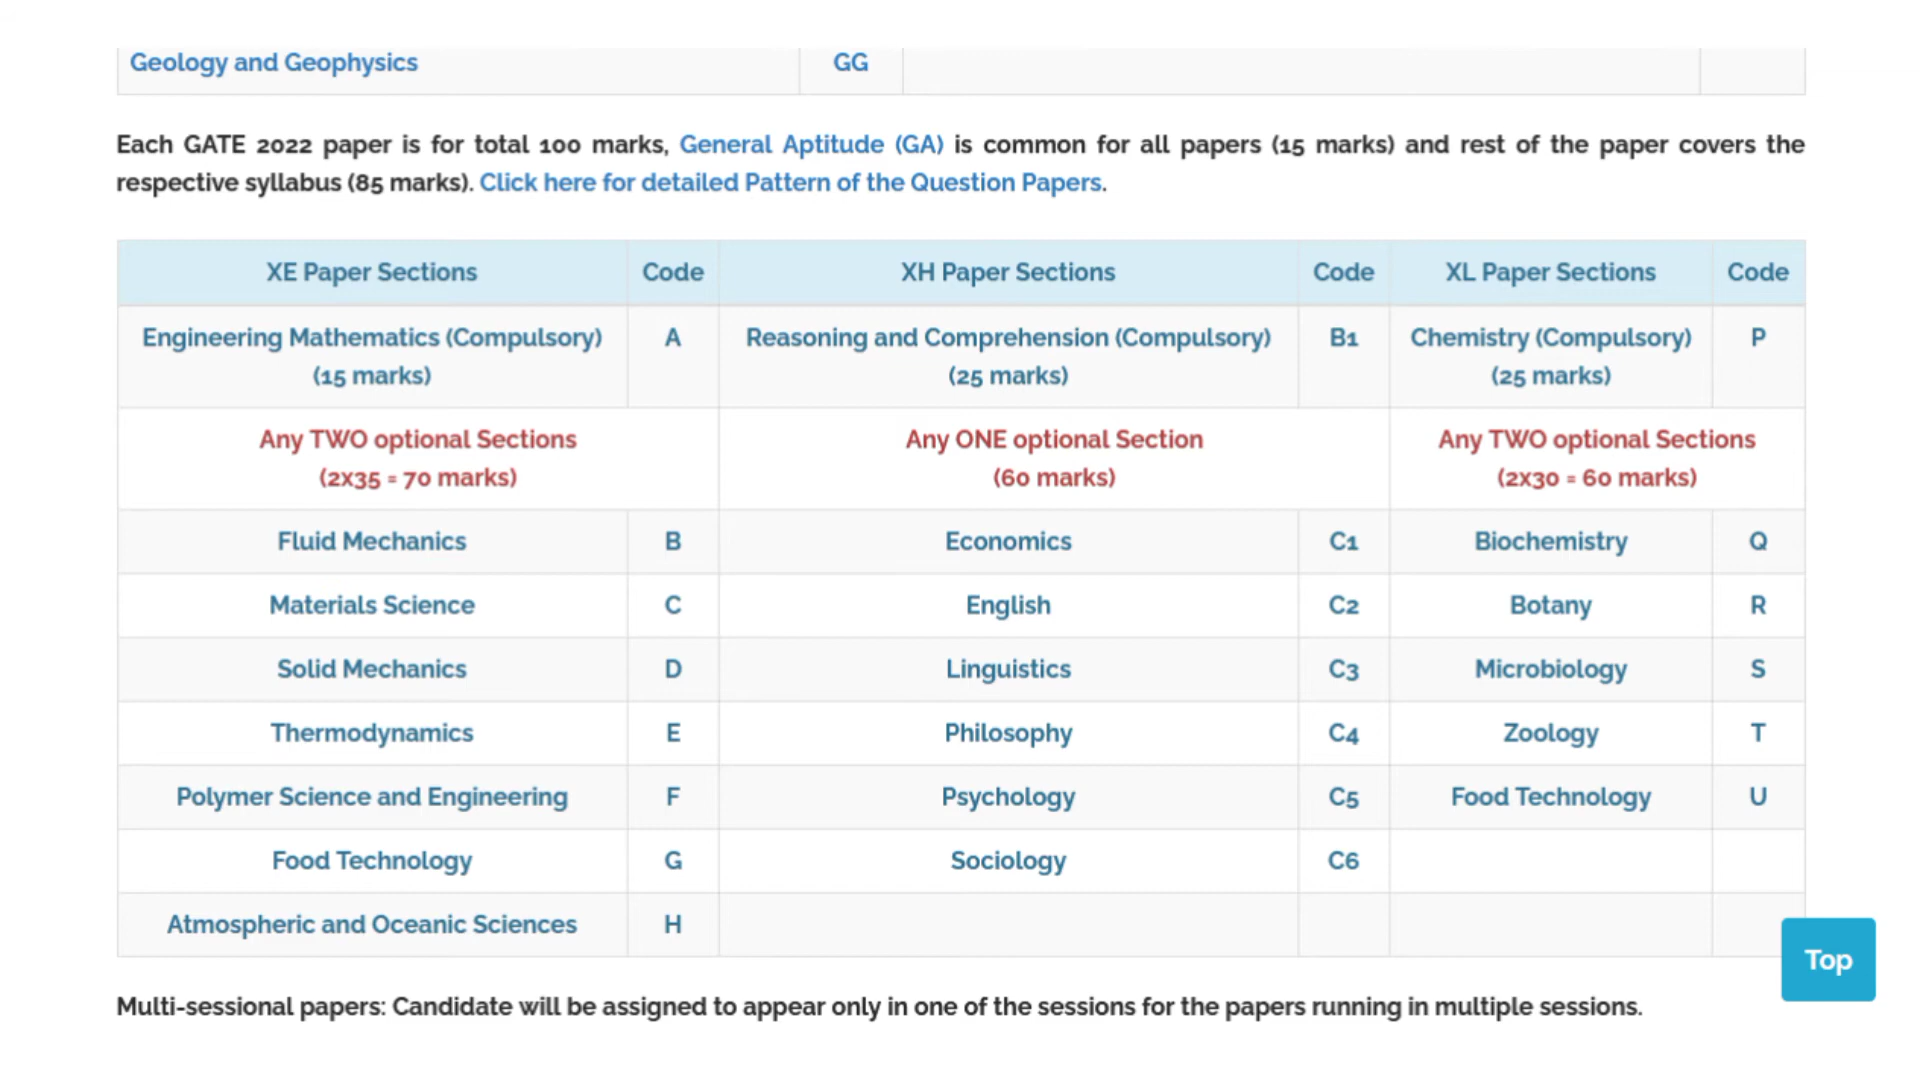 Geology and Geophysics GG
Each GATE 2022 paper is for total 100 marks, General Aptitude (GA) is common for all papers (15 marks) and rest of the paper covers the
respective syllabus (85 marks). Click here for detailed Pattern of the Question Papers.
XE Paper Sections Code XH Paper Sections Code XL Paper Sections Code
Engineering Mathematics (Compulsory) A Reasoning and Comprehension (Compulsory) B1 Chemistry (Compulsory) P
(15 marks) (25 marks) (25 marks)
Any TWO optional Sections Any ONE optional Section Any TWO optional Sections
(2x35 = 70 marks) (60 marks) (2x30 = 60 marks)
Fluid Mechanics B Economics C1 Biochemistry Q
Materials Science C English C2 Botany R
Solid Mechanics D Linguistics C3 Microbiology S
Thermodynamics E Philosophy C4 Zoology T
Polymer Science and Engineering F Psychology C5 Food Technology U
Food Technology G Sociology C6
Atmospheric and Oceanic Sciences H
Top
Multi-sessional papers: Candidate will be assigned to appear only in one of the sessions for the papers running in multiple sessions.